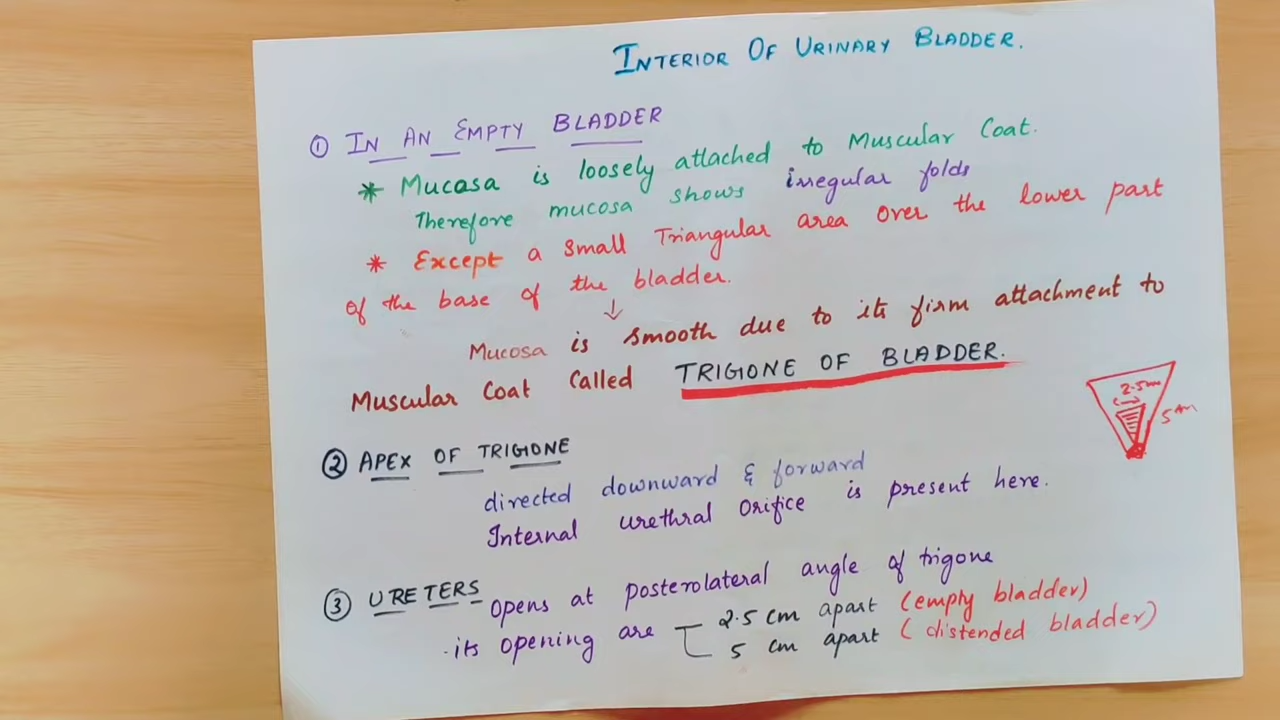 INTERIOR OF URINARY BLADDER.
① IN AN EMPTY BLADDER
* Mucosa is loosely attached to Muscular Coat.
Therefore mucosa shows irregular folds
* Except a small Triangular area over the lower part
of the base of the bladder.
↓
Mucosa is smooth due to its firm attachment to
Muscular Coat Called TRIGONE OF BLADDER.
2.5cm
5cm
② APEX OF TRIGONE
directed downward & forward
Internal urethral orifice is present here.
③ URETERS
Opens at posterolateral angle of trigone
its opening are 2.5 cm apart (empty bladder)
5 cm apart (distended bladder)